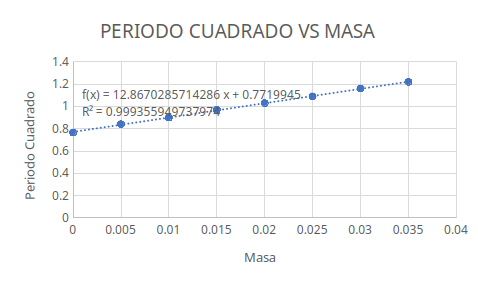 PERIODO CUADRADO VS MASA
1.4
1.2
1
0.8
0.6
0.4
0.2
0
f(x) = 12.8670285714286 x + 0.7719945
R² = 0.999355949737974
Periodo Cuadrado
0 0.005 0.01 0.015 0.02 0.025 0.03 0.035 0.04
Masa